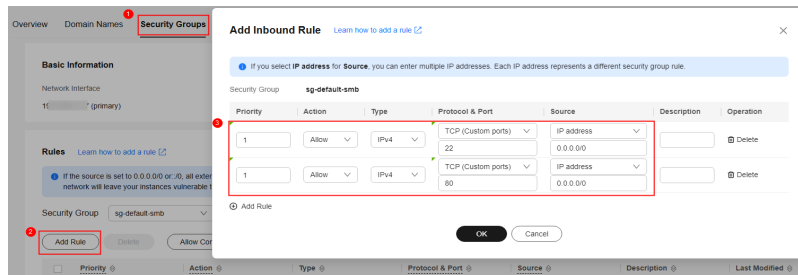 Overview Domain Names Security Groups
1
Basic Information
Network Interface
(primary)
Rules Learn how to add a rule
If the source is set to 0.0.0.0/0 or::/0, all exter
network will leave your instances vulnerable t
Security Group sg-default-smb
2
Add Rule Delete Allow Cor
Priority Action Type Protocol & Port Source Description Last Modified
Add Inbound Rule Learn how to add a rule
If you select IP address for Source, you can enter multiple IP addresses. Each IP address represents a different security group rule.
Security Group sg-default-smb
Priority Action Type Protocol & Port Source Description Operation
3
1 Allow IPv4 TCP (Custom ports) IP address Delete
22 0.0.0.0/0
1 Allow IPv4 TCP (Custom ports) IP address Delete
80 0.0.0.0/0
Add Rule
OK Cancel